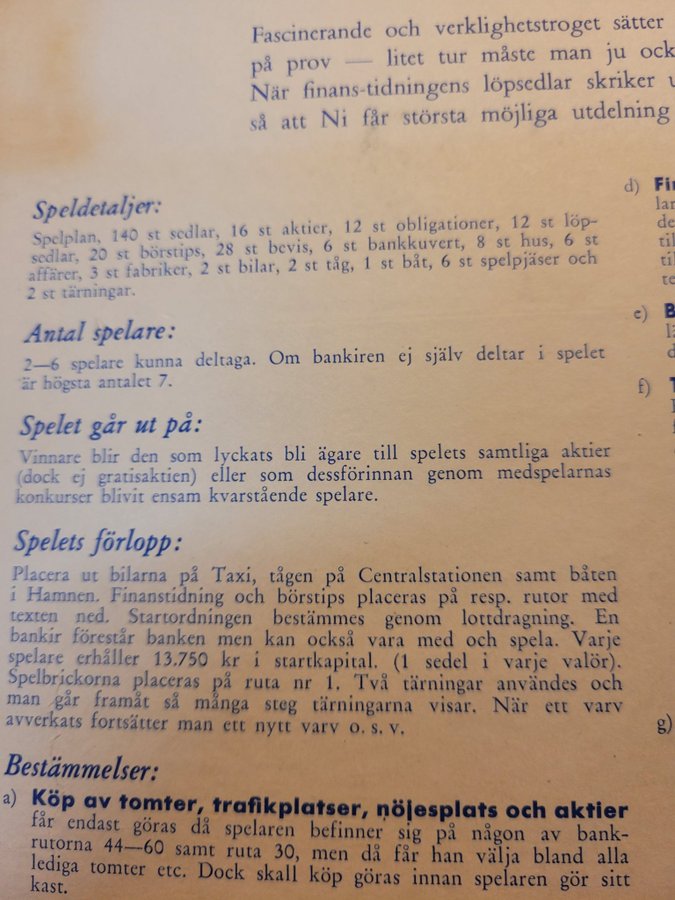 Fascinerande och verklighetstroget sätter
på prov — litet tur måste man ju ock
När finans-tidningens löpsedlar skriker u
så att Ni får största möjliga utdelning
Speldetaljer:
Spelplan, 140 st sedlar, 16 st aktier, 12 st obligationer, 12 st löp-
sedlar, 20 st börstips, 28 st bevis, 6 st bankkuvert, 8 st hus, 6 st
affärer, 3 st fabriker, 2 st bilar, 2 st tåg, 1 st båt, 6 st spelpjäser och
2 st tärningar.
Antal spelare:
2—6 spelare kunna deltaga. Om bankiren ej själv deltar i spelet
är högsta antalet 7.
Spelet går ut på:
Vinnare blir den som lyckats bli ägare till spelets samtliga aktier
(dock ej gratisaktien) eller som dessförinnan genom medspelarnas
konkurser blivit ensam kvarstående spelare.
Spelets förlopp:
Placera ut bilarna på Taxi, tågen på Centralstationen samt båten
i Hamnen. Finanstidning och börstips placeras på resp. rutor med
texten ned. Startordningen bestämmes genom lottdragning. En
bankir förestår banken men kan också vara med och spela. Varje
spelare erhåller 13.750 kr i startkapital. (1 sedel i varje valör).
Spelbrickorna placeras på ruta nr 1. Två tärningar användes och
man går framåt så många steg tärningarna visar. När ett varv
avverkats fortsätter man ett nytt varv o. s. v.
Bestämmelser:
a) Köp av tomter, trafikplatser, nöjesplats och aktier
får endast göras då spelaren befinner sig på någon av bank-
rutorna 44—60 samt ruta 30, men då får han välja bland alla
lediga tomter etc. Dock skall köp göras innan spelaren gör sitt
kast.
d) Fi
lar
de
til
til
te
e) B
d
f) T
g)